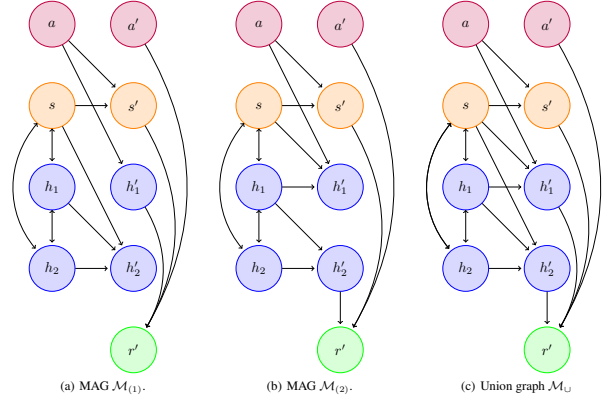 a a′ a a′ a a′
s s′ s s′ s s′
h₁ h′₁ h₁ h′₁ h₁ h′₁
h₂ h′₂ h₂ h′₂ h₂ h′₂
r′ r′ r′
(a) MAG ℳ₍₁₎. (b) MAG ℳ₍₂₎. (c) Union graph ℳ∪